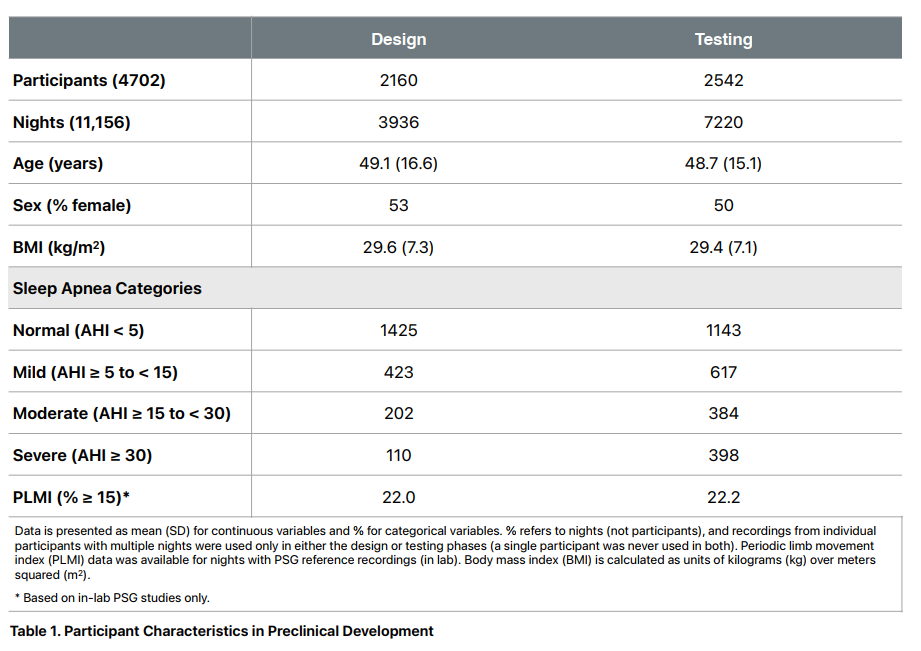 Design Testing
Participants (4702) 2160 2542
Nights (11,156) 3936 7220
Age (years) 49.1 (16.6) 48.7 (15.1)
Sex (% female) 53 50
BMI (kg/m²) 29.6 (7.3) 29.4 (7.1)
Sleep Apnea Categories
Normal (AHI < 5) 1425 1143
Mild (AHI ≥ 5 to < 15) 423 617
Moderate (AHI ≥ 15 to < 30) 202 384
Severe (AHI ≥ 30) 110 398
PLMI (% ≥ 15)* 22.0 22.2
Data is presented as mean (SD) for continuous variables and % for categorical variables. % refers to nights (not participants), and recordings from individual
participants with multiple nights were used only in either the design or testing phases (a single participant was never used in both). Periodic limb movement
index (PLMI) data was available for nights with PSG reference recordings (in lab). Body mass index (BMI) is calculated as units of kilograms (kg) over meters
squared (m²).
* Based on in-lab PSG studies only.
Table 1. Participant Characteristics in Preclinical Development